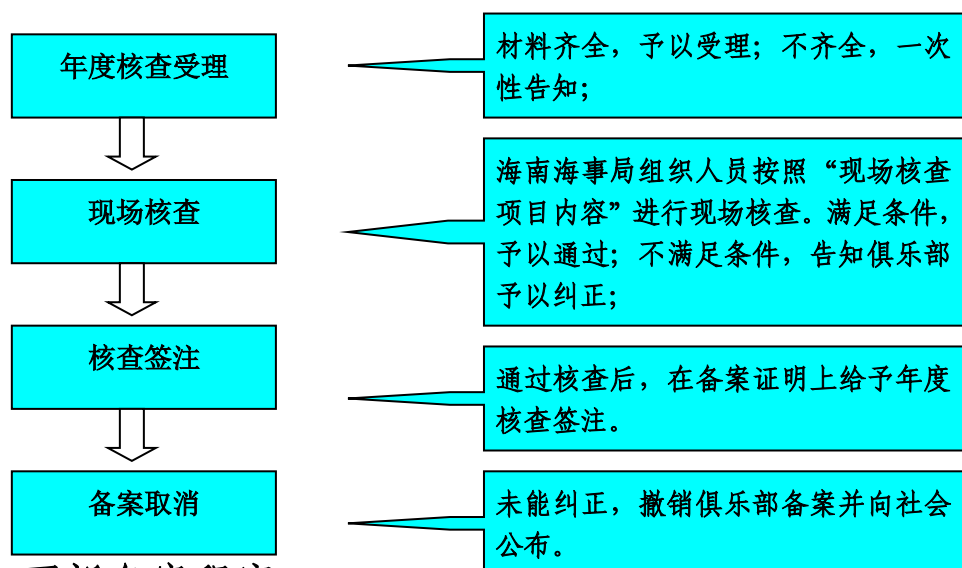 年度核查受理
材料齐全，予以受理；不齐全，一次
性告知；
现场核查
海南海事局组织人员按照“现场核查
项目内容”进行现场核查。满足条件，
予以通过；不满足条件，告知俱乐部
予以纠正；
核查签注
通过核查后，在备案证明上给予年度
核查签注。
备案取消
未能纠正，撤销俱乐部备案并向社会
公布。